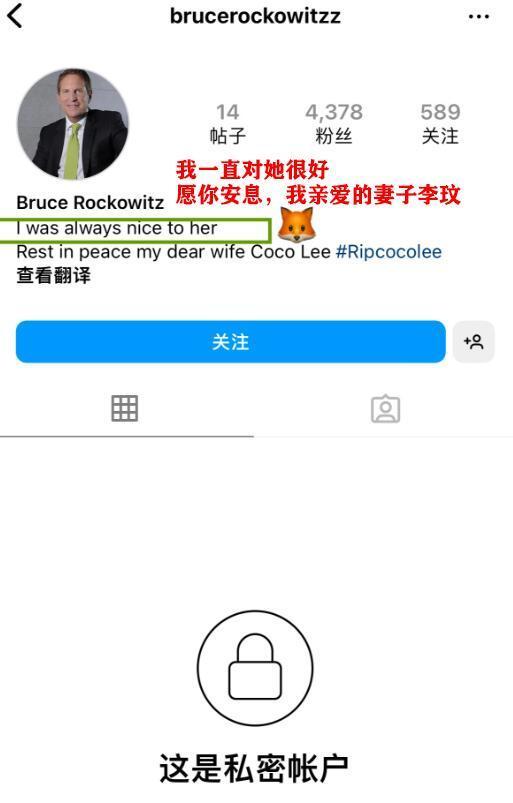 brucerockowitzz
14
4,378
589
帖子
粉丝
关注
我一直对她很好
愿你安息，我亲爱的妻子李玟
Bruce Rockowitz
I was always nice to her
Rest in peace my dear wife Coco Lee #Ripcocolee
查看翻译
关注
这是私密帐户